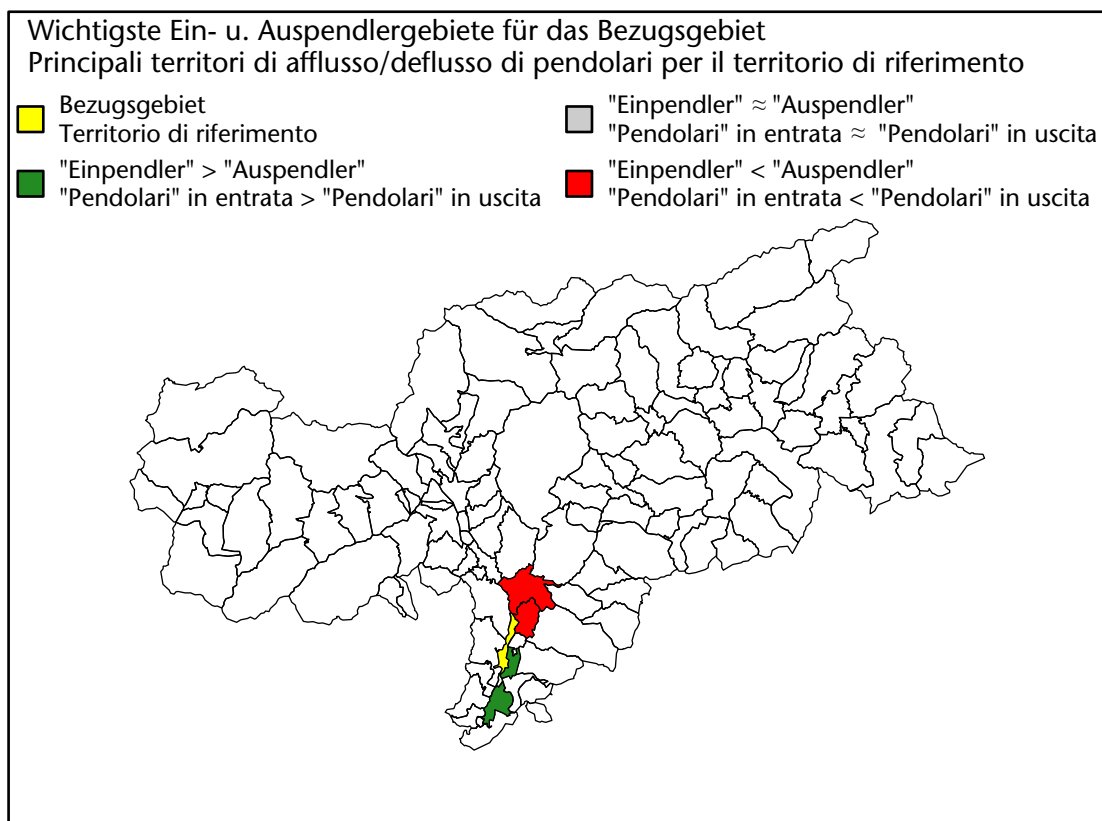 Wichtigste Ein- u. Auspendlergebiete für das Bezugsgebiet
Principali territori di afflusso/deflusso di pendolari per il territorio di riferimento
Bezugsgebiet
Territorio di riferimento
"Einpendler" > "Auspendler"
"Pendolari" in entrata > "Pendolari" in uscita
"Einpendler" ≈ "Auspendler"
"Pendolari" in entrata ≈ "Pendolari" in uscita
"Einpendler" < "Auspendler"
"Pendolari" in entrata < "Pendolari" in uscita